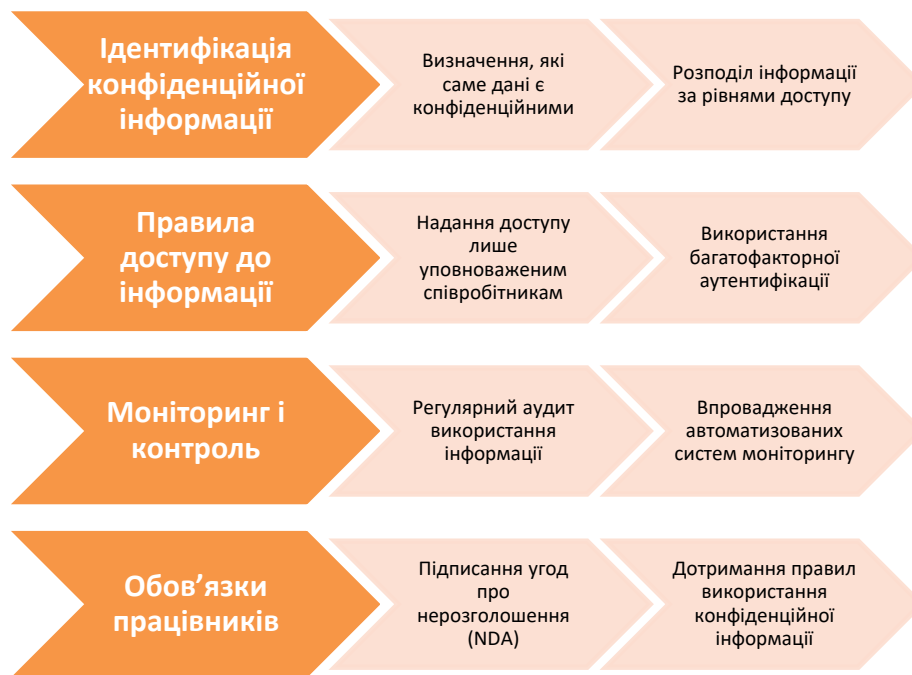 Ідентифікація
конфіденційної
інформації
Визначення, які
саме дані є
конфіденційними
Розподіл інформації
за рівнями доступу
Правила
доступу до
інформації
Надання доступу
лише
уповноваженим
співробітникам
Використання
багатофакторної
аутентифікації
Моніторинг і
контроль
Регулярний аудит
використання
інформації
Впровадження
автоматизованих
систем моніторингу
Обов’язки
працівників
Підписання угод
про
нерозголошення
(NDA)
Дотримання правил
використання
конфіденційної
інформації